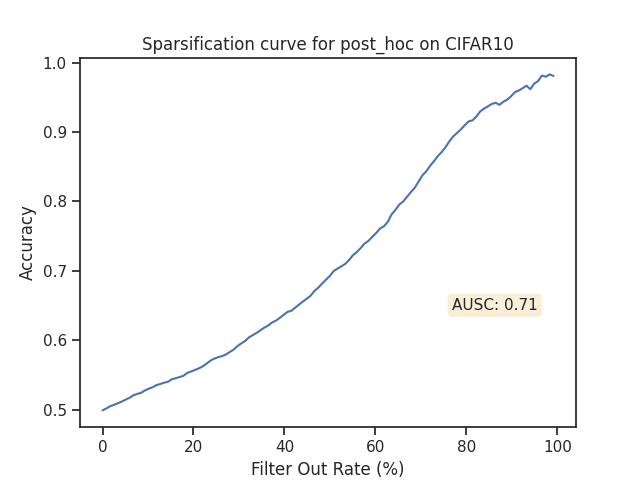 Sparsification curve for post_hoc on CIFAR10
1.0
0.9
0.8
0.7
0.6
0.5
Accuracy
AUSC: 0.71
0 20 40 60 80 100
Filter Out Rate (%)